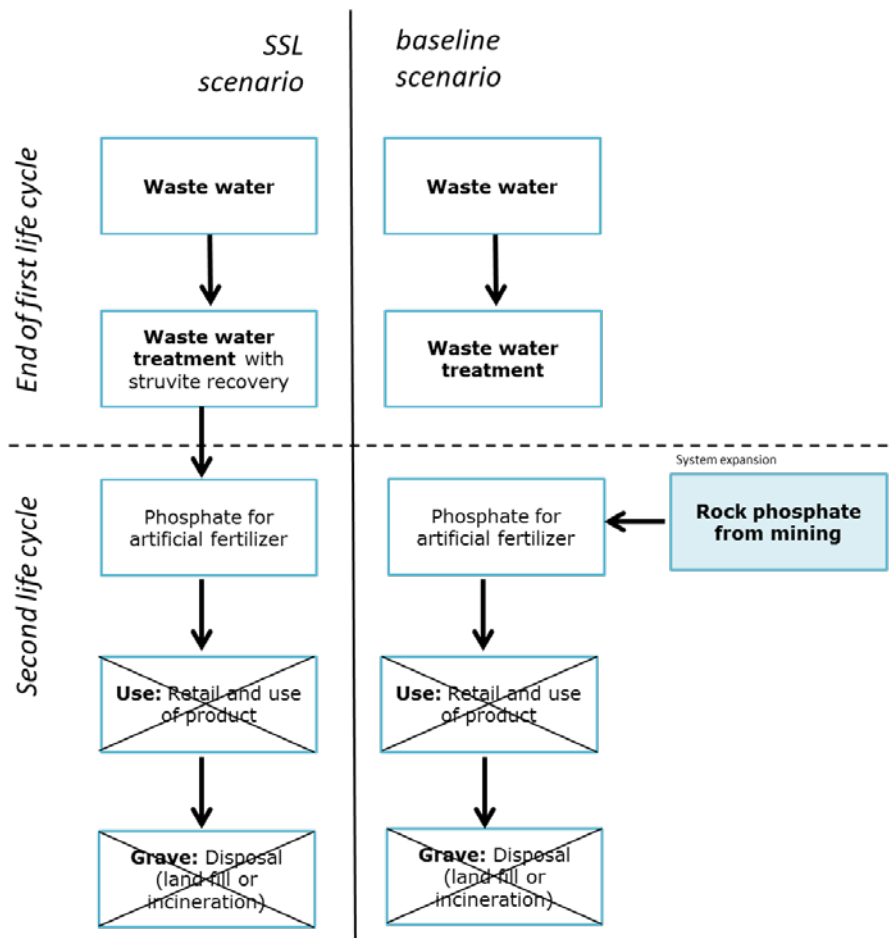 SSL
scenario
baseline
scenario
End of first life cycle
Waste water
Waste water
Waste water
treatment with
struvite recovery
Waste water
treatment
System expansion
Second life cycle
Phosphate for
artificial fertilizer
Phosphate for
artificial fertilizer
Rock phosphate
from mining
Use: Retail and use
of product
Use: Retail and use
of product
Grave: Disposal
(land fill or
incineration)
Grave: Disposal
(land fill or
incineration)